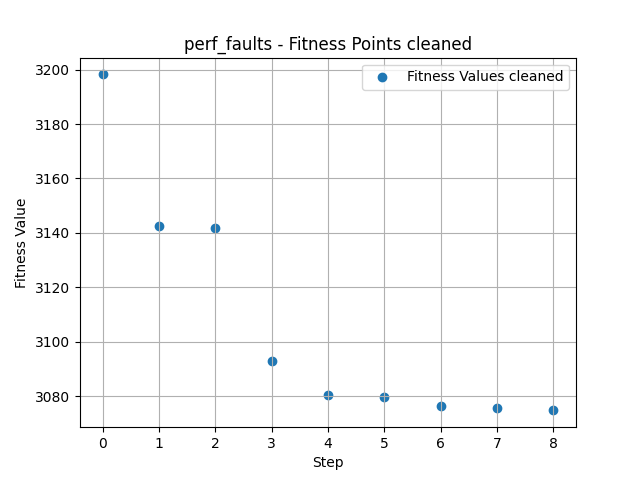 perf_faults - Fitness Points cleaned
Fitness Values cleaned
3200
3180
3160
3140
3120
3100
3080
Fitness Value
0 1 2 3 4 5 6 7 8
Step